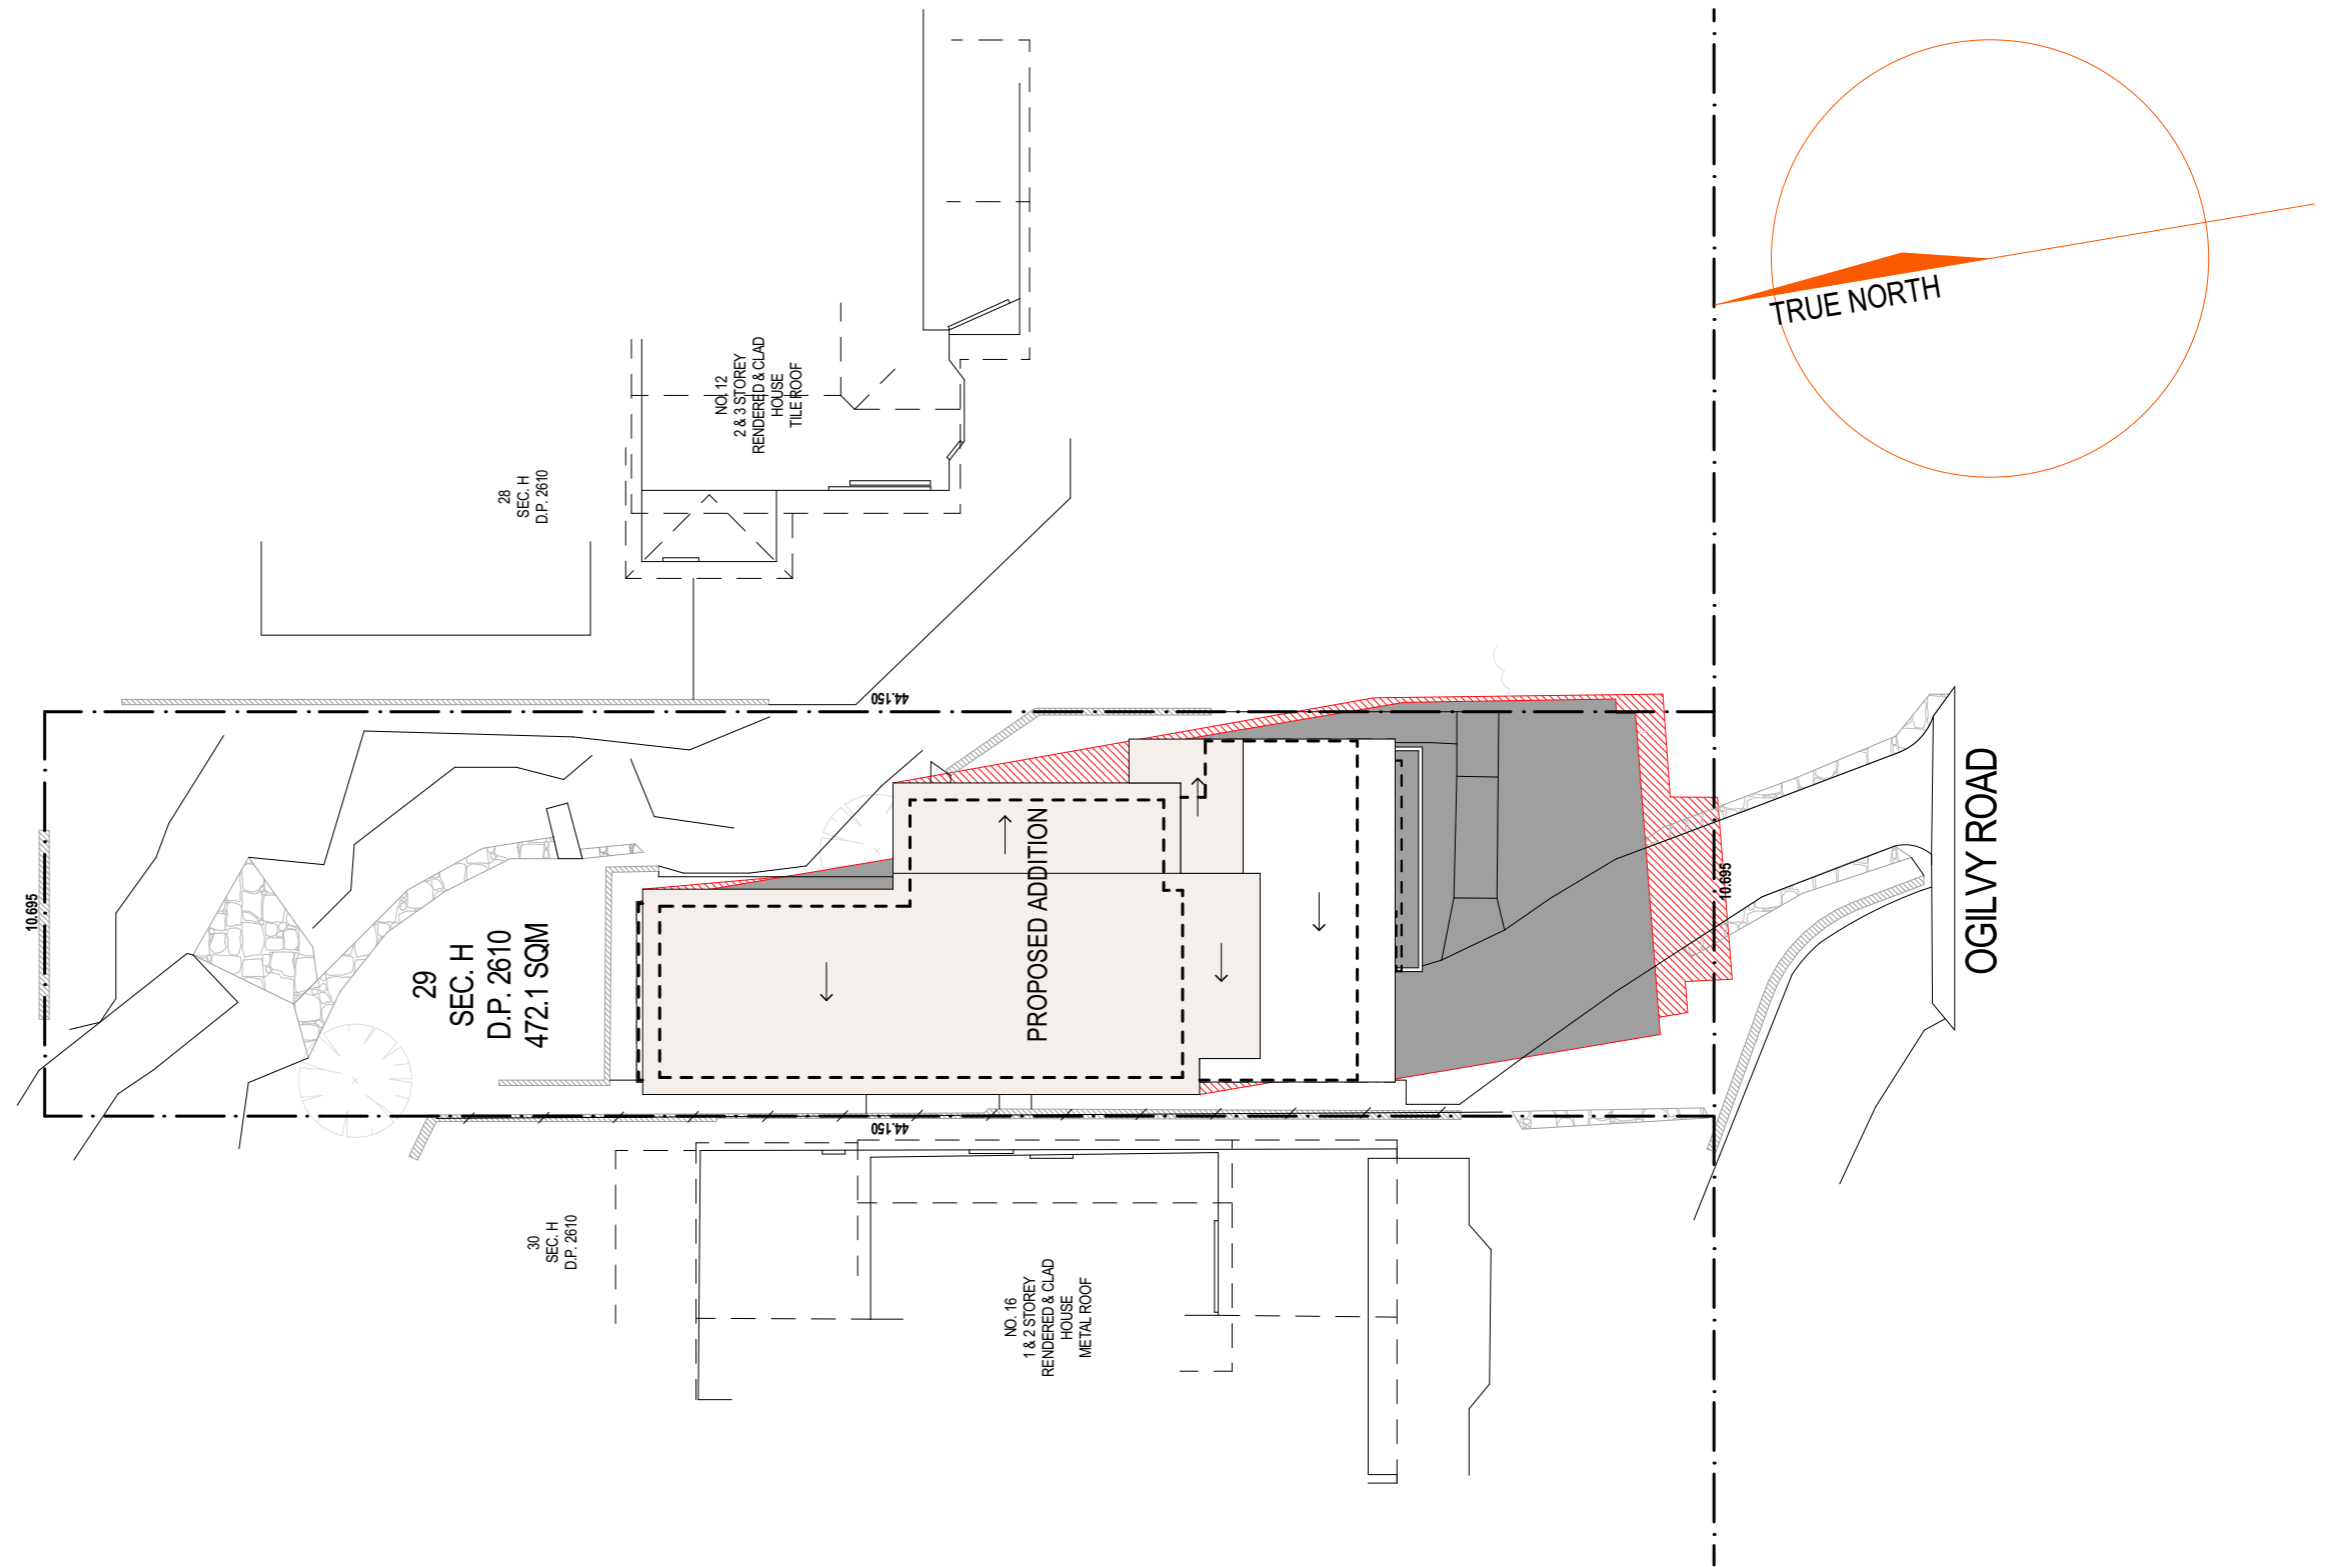 NO. 12
2 & 3 STOREY
RENDERED & CLAD
HOUSE
TILE ROOF
TRUE NORTH
28
SEC. H
D.P. 2610
44.150
10.695
29
SEC. H
D.P. 2610
472.1 SQM
PROPOSED ADDITION
10.695
OGILVY ROAD
44.150
30
SEC. H
D.P. 2610
NO. 16
1 & 2 STOREY
RENDERED & CLAD
HOUSE
METAL ROOF